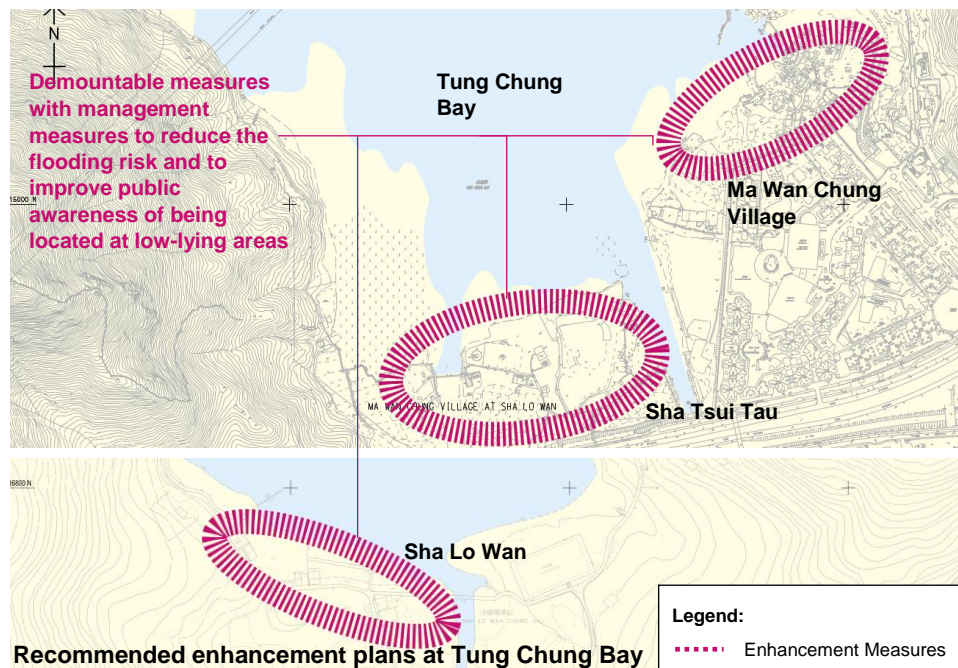 N
Demountable measures
with management
measures to reduce the
flooding risk and to
improve public
awareness of being
located at low-lying areas
Tung Chung
Bay
Ma Wan Chung
Village
Sha Tsui Tau
MA WAN CHUNG VILLAGE AT SHA LO WAN
Sha Lo Wan
Recommended enhancement plans at Tung Chung Bay
Legend:
Enhancement Measures